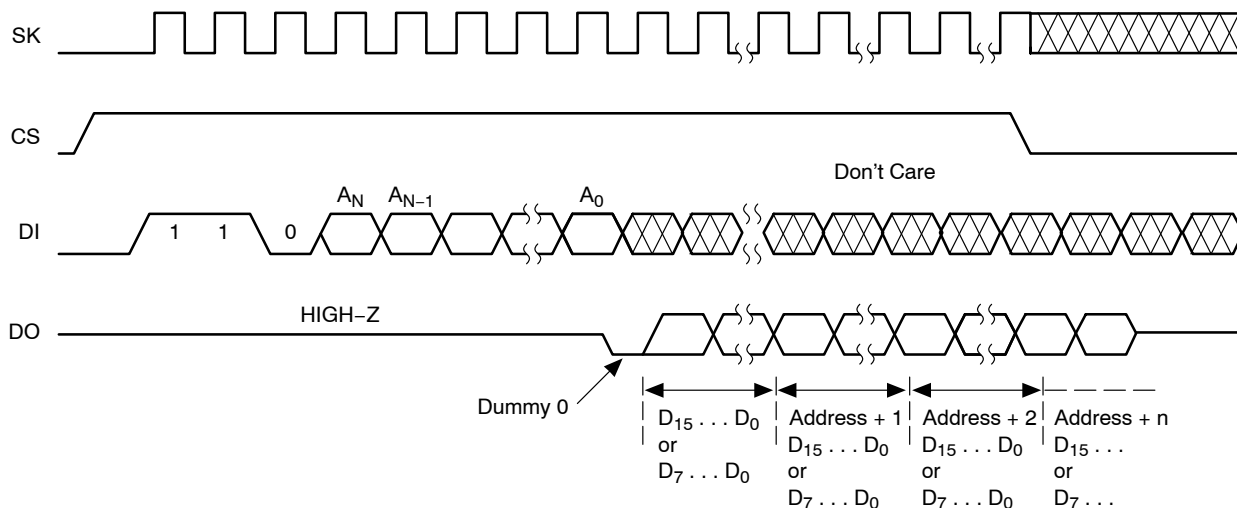 SK
CS
Don't Care
A_N A_{N−1} A_0
DI 1 1 0
HIGH−Z
DO
Dummy 0
D_15 . . . D_0
or
D_7 . . . D_0
Address + 1
D_15 . . . D_0
or
D_7 . . . D_0
Address + 2
D_15 . . . D_0
or
D_7 . . . D_0
Address + n
D_15 . . .
or
D_7 . . .